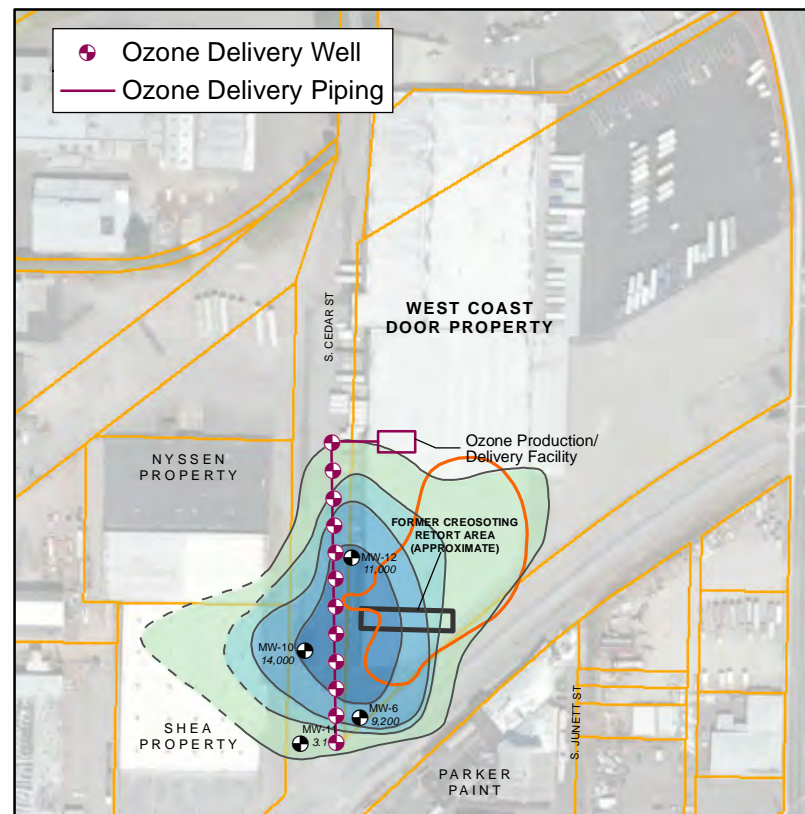 Ozone Delivery Well
Ozone Delivery Piping
S. CEDAR ST
WEST COAST
DOOR PROPERTY
Ozone Production/
Delivery Facility
NYSSEN
PROPERTY
FORMER CREOSOTING
RETORT AREA
(APPROXIMATE)
MW-12
11,000
MW-10
14,000
MW-6
9,200
MW-11
3.1
SHEA
PROPERTY
S. JUNETT ST
PARKER
PAINT